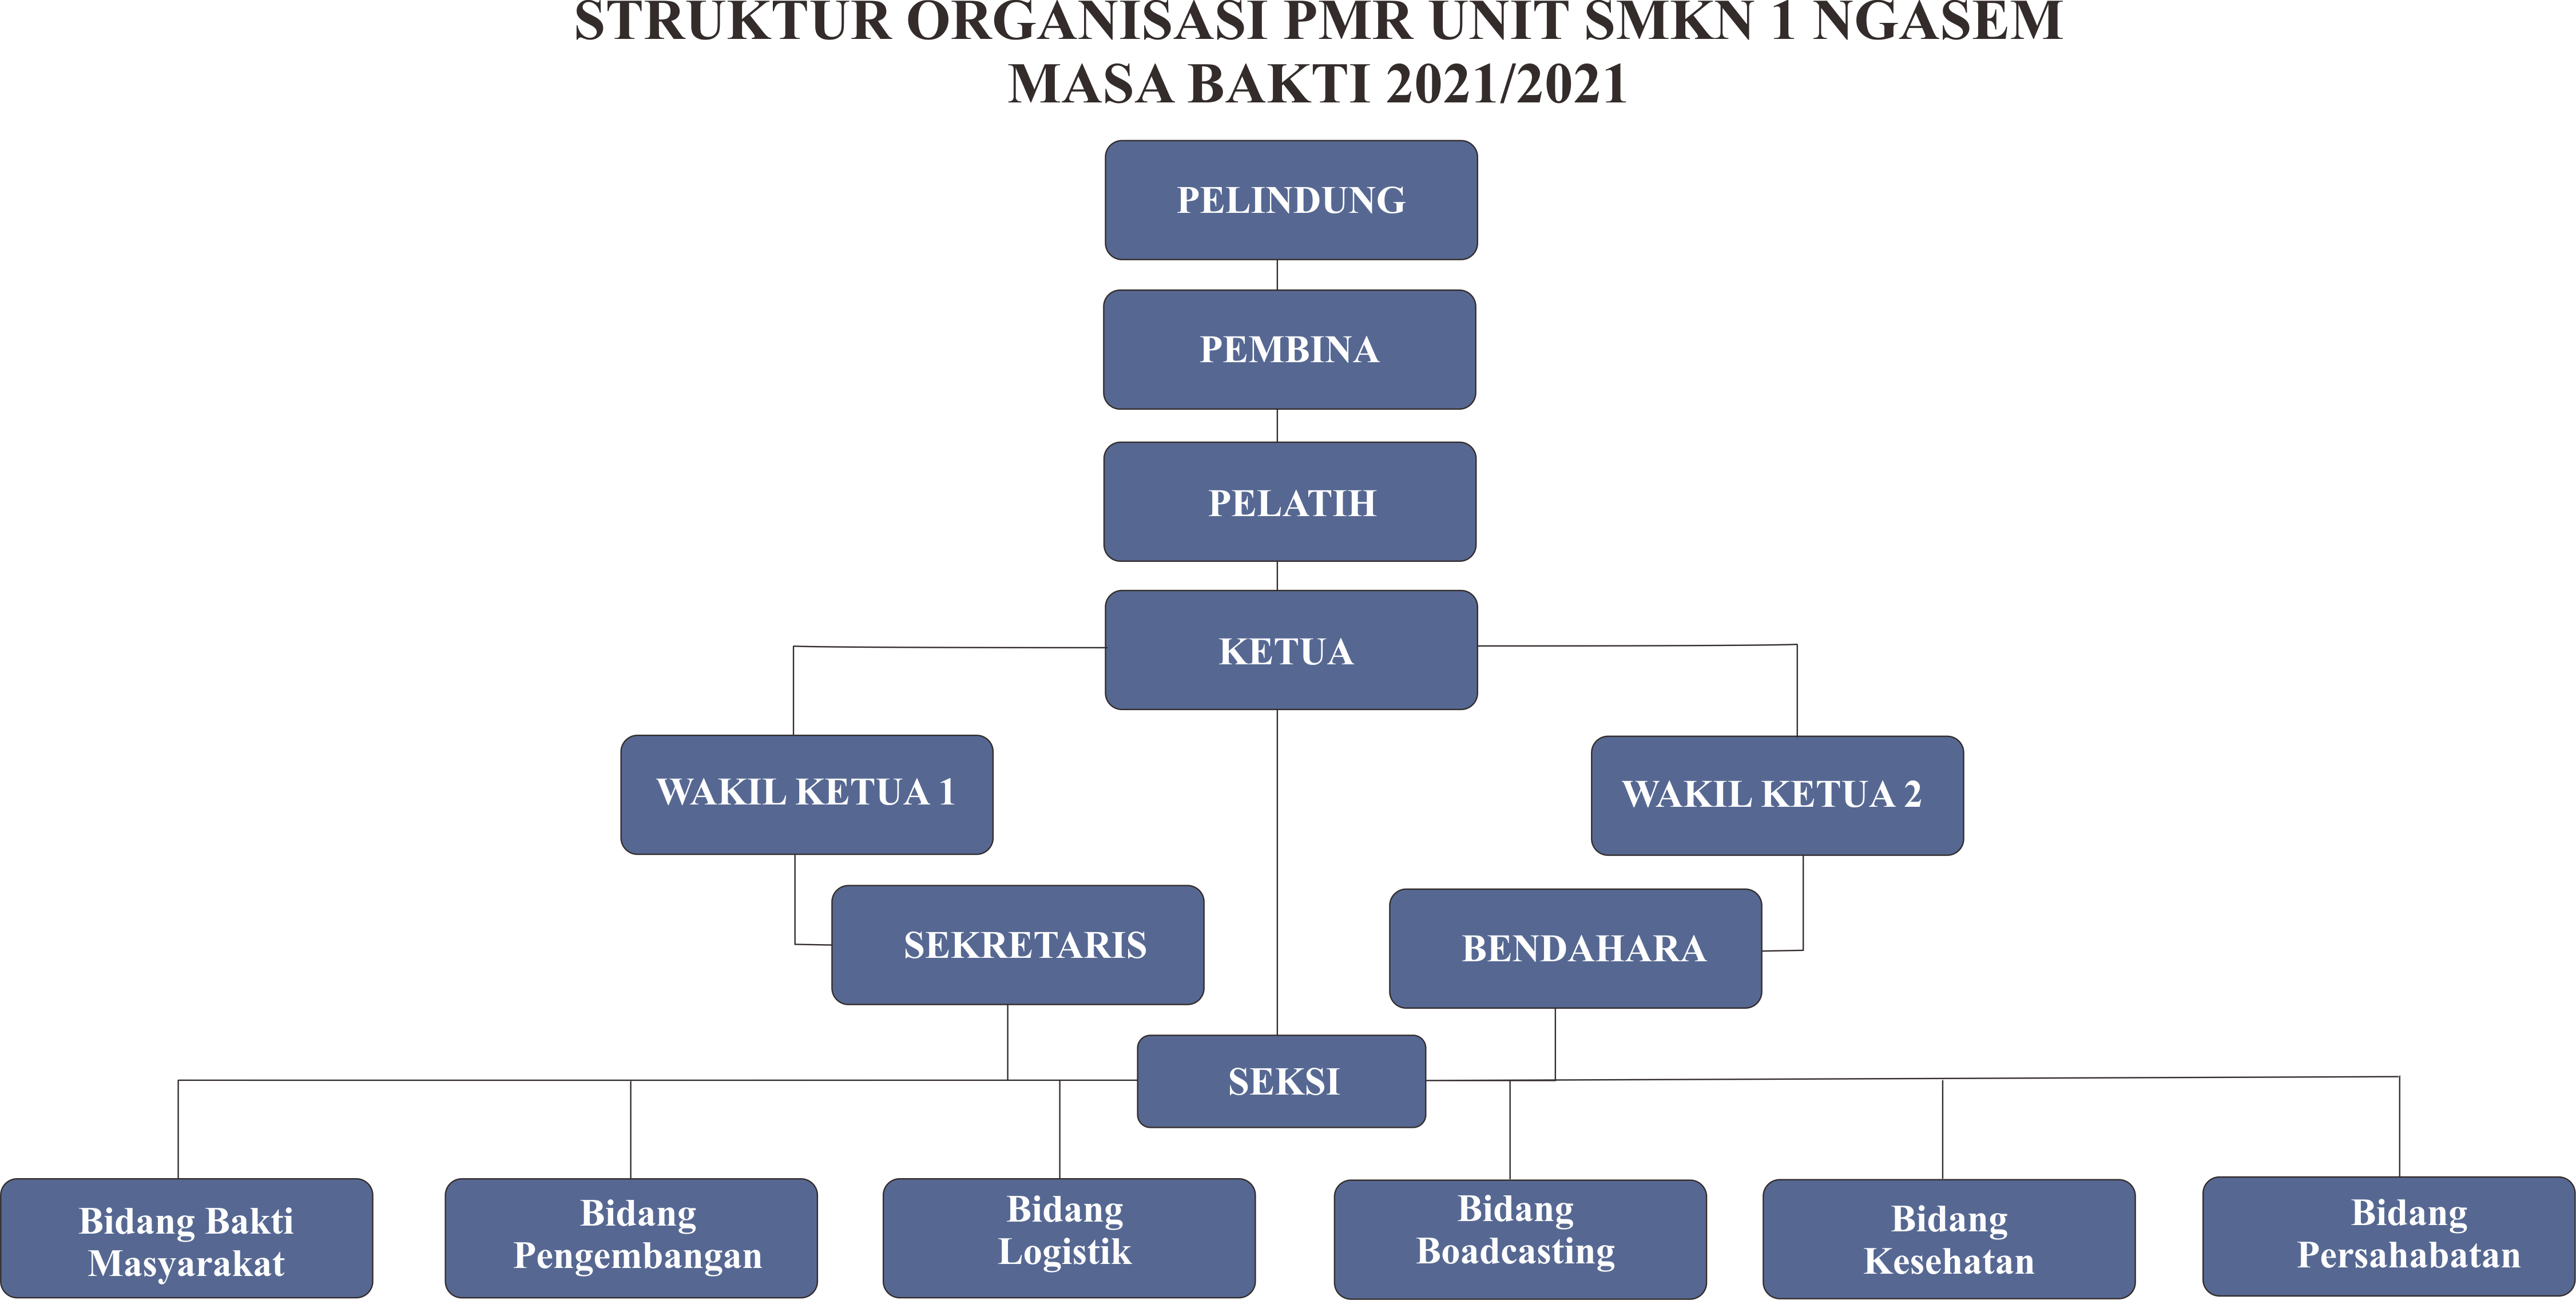 STRUKTUR ORGANISASI PMR UNIT SMKN 1 NGASEM
MASA BAKTI 2021/2021
PELINDUNG
PEMBINA
PELATIH
KETUA
WAKIL KETUA 1
WAKIL KETUA 2
SEKRETARIS
BENDAHARA
SEKSI
Bidang Bakti
Masyarakat
Bidang
Pengembangan
Bidang
Logistik
Bidang
Boadcasting
Bidang
Kesehatan
Bidang
Persahabatan